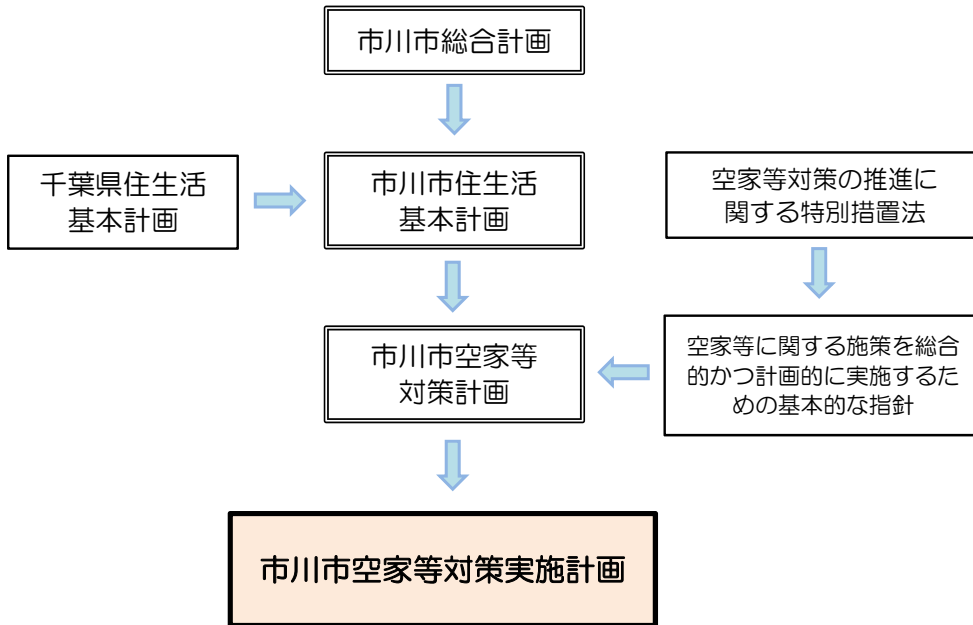 市川市総合計画
千葉県住生活
基本計画
市川市住生活
基本計画
空家等対策の推進に
関する特別措置法
市川市空家等
対策計画
空家等に関する施策を総合
的かつ計画的に実施するた
めの基本的な指針
市川市空家等対策実施計画